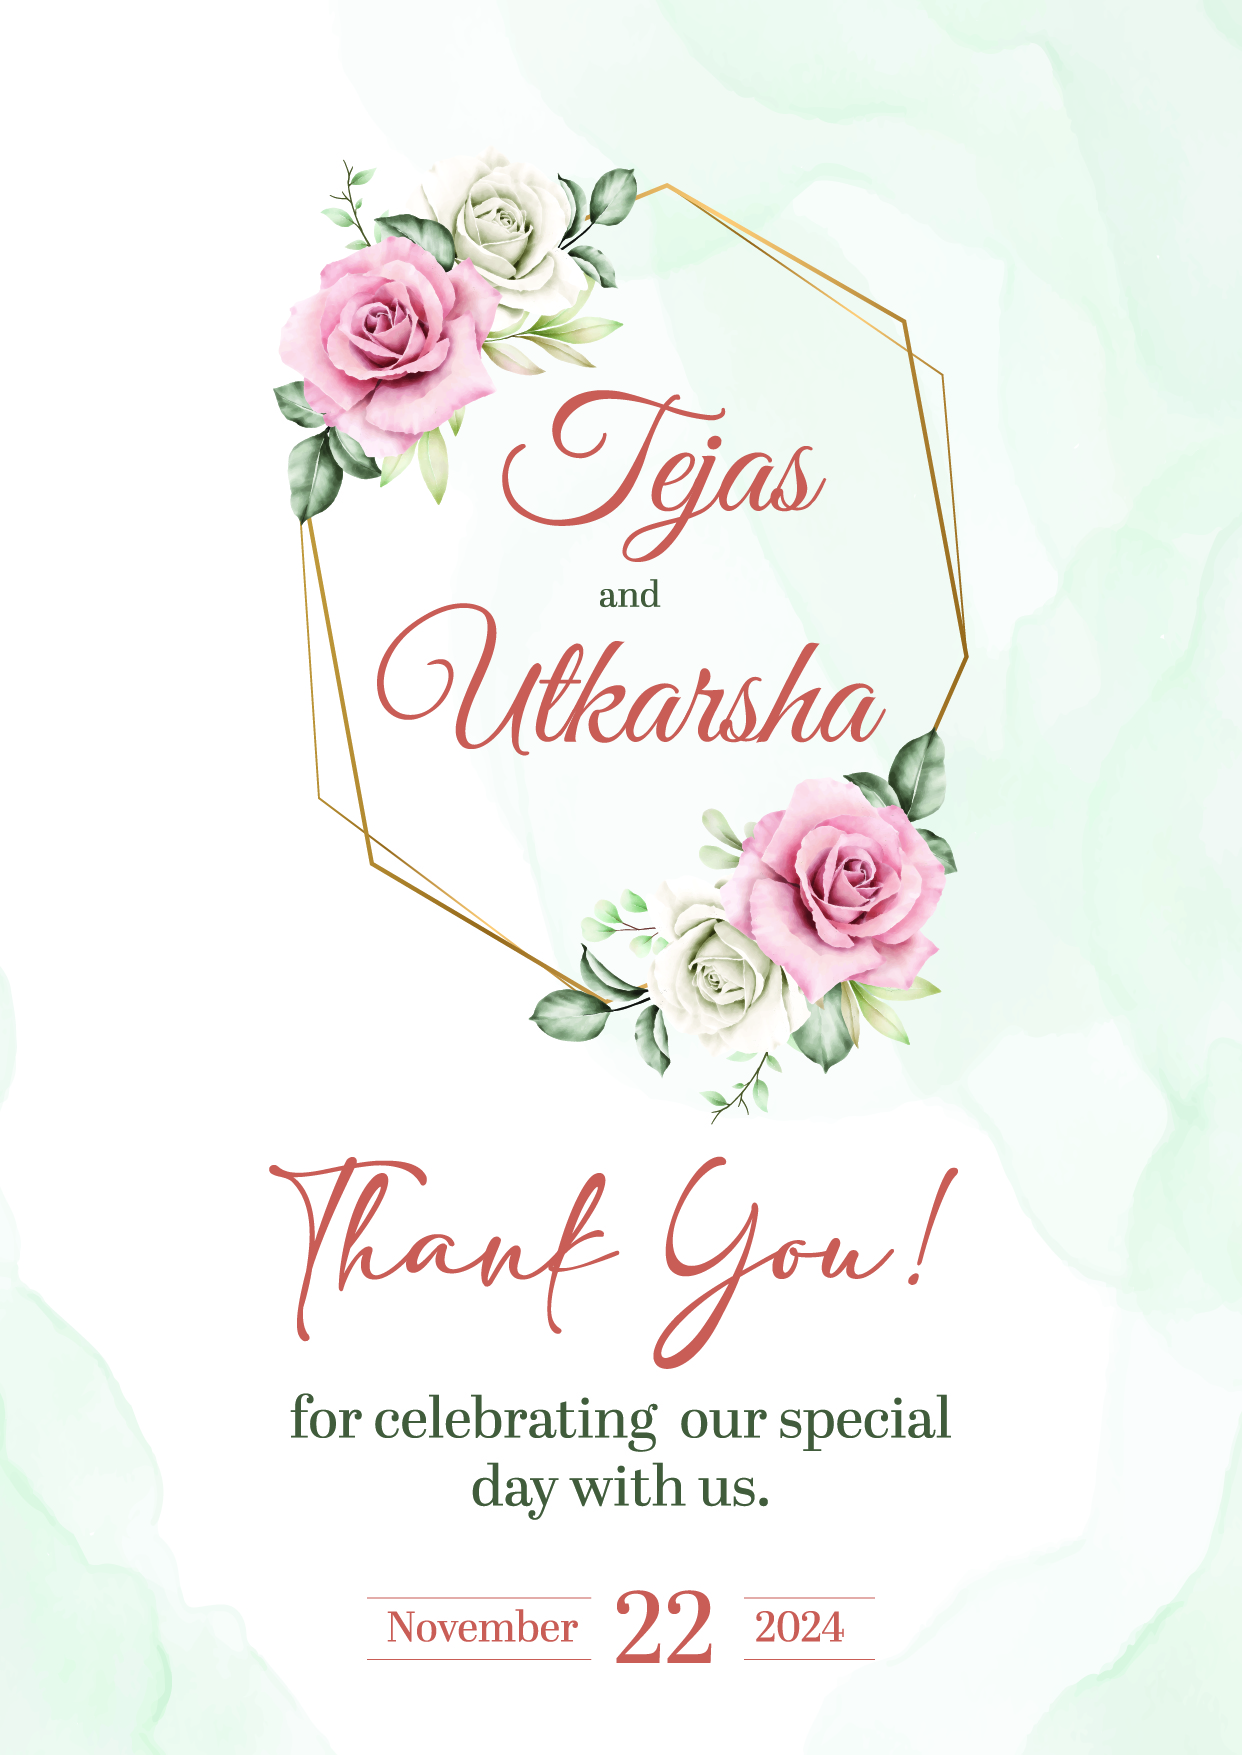 Tejas
and
Utkarsha
Thank You!
for celebrating our special
day with us.
November 22 2024